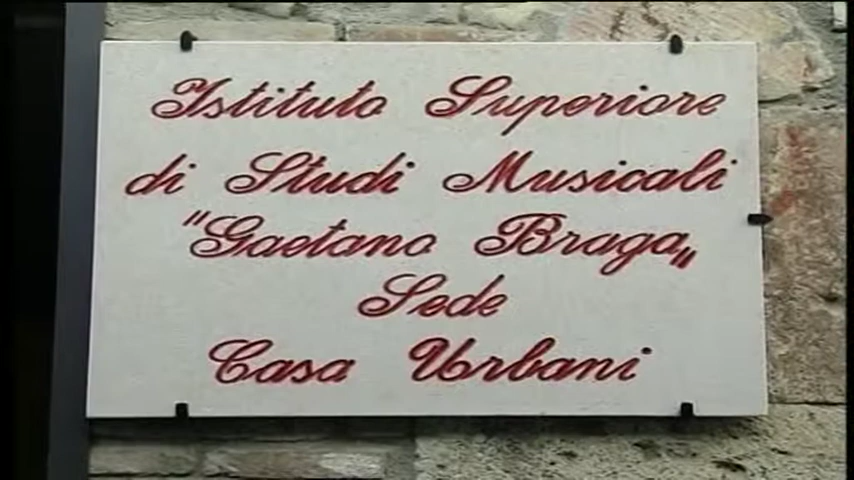 Istituto Superiore
di Studi Musicali
"Gaetano Braga„
Sede
Casa Urbani